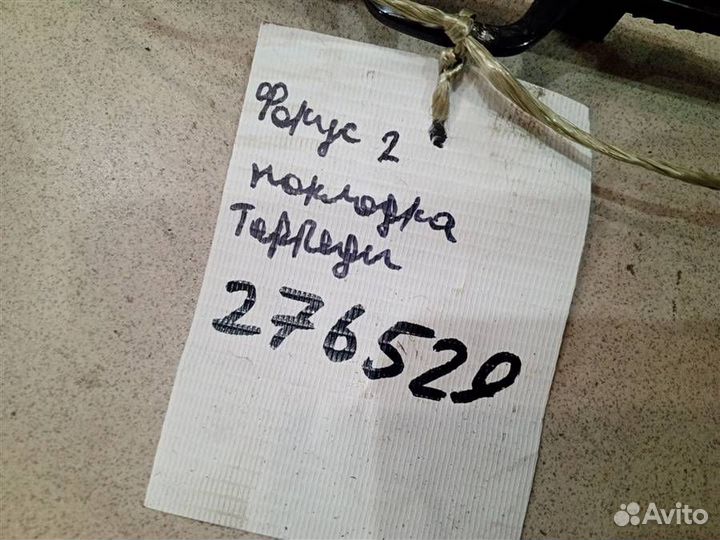 Фокус 2
накладка
Торпеды
276529
Avito